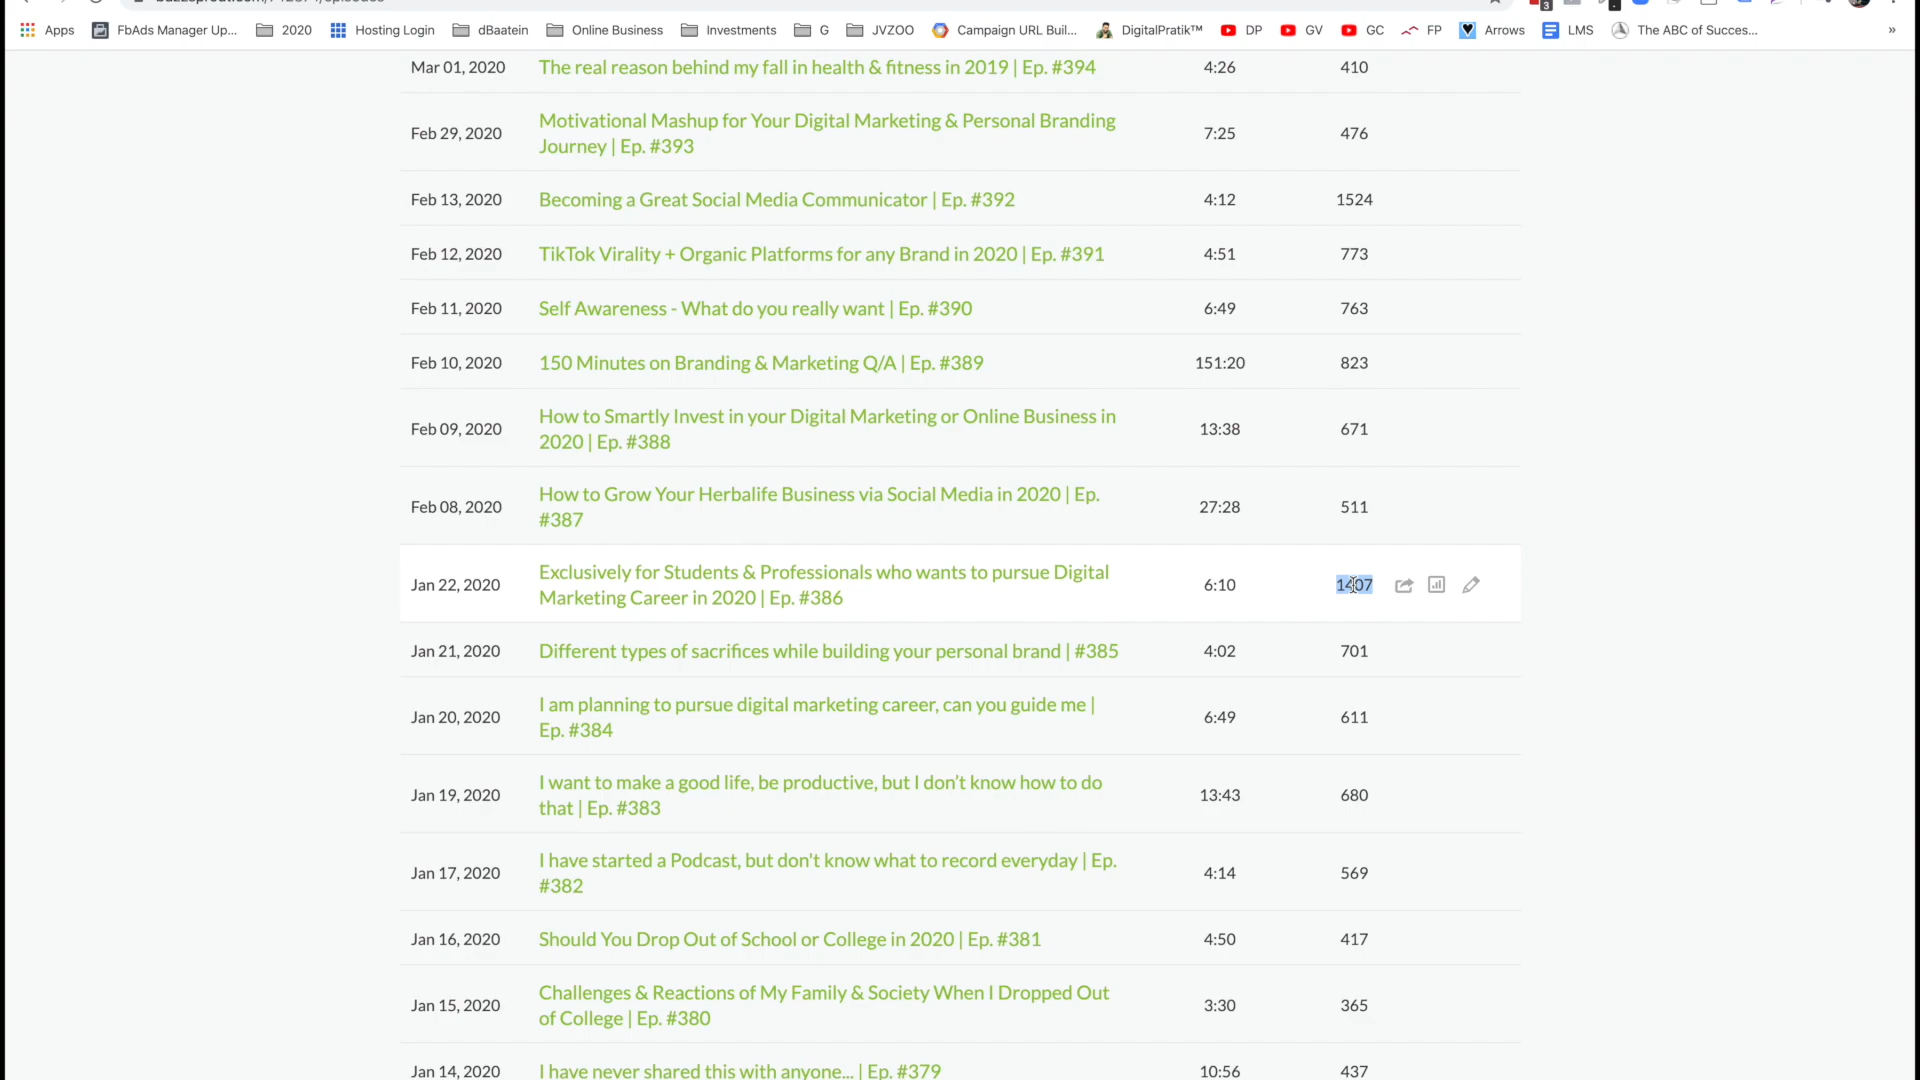 Apps FbAds Manager Up... 2020 Hosting Login dBaatein Online Business Investments G JVZOO Campaign URL Buil... DigitalPratik™ DP GV GC FP Arrows LMS The ABC of Succes... »
Mar 01, 2020 The real reason behind my fall in health & fitness in 2019 | Ep. #394 4:26 410
Feb 29, 2020 Motivational Mashup for Your Digital Marketing & Personal Branding 7:25 476
Journey | Ep. #393
Feb 13, 2020 Becoming a Great Social Media Communicator | Ep. #392 4:12 1524
Feb 12, 2020 TikTok Virality + Organic Platforms for any Brand in 2020 | Ep. #391 4:51 773
Feb 11, 2020 Self Awareness - What do you really want | Ep. #390 6:49 763
Feb 10, 2020 150 Minutes on Branding & Marketing Q/A | Ep. #389 151:20 823
Feb 09, 2020 How to Smartly Invest in your Digital Marketing or Online Business in 13:38 671
2020 | Ep. #388
Feb 08, 2020 How to Grow Your Herbalife Business via Social Media in 2020 | Ep. 27:28 511
#387
Jan 22, 2020 Exclusively for Students & Professionals who wants to pursue Digital 6:10 1407
Marketing Career in 2020 | Ep. #386
Jan 21, 2020 Different types of sacrifices while building your personal brand | #385 4:02 701
Jan 20, 2020 I am planning to pursue digital marketing career, can you guide me | 6:49 611
Ep. #384
Jan 19, 2020 I want to make a good life, be productive, but I don’t know how to do 13:43 680
that | Ep. #383
Jan 17, 2020 I have started a Podcast, but don't know what to record everyday | Ep. 4:14 569
#382
Jan 16, 2020 Should You Drop Out of School or College in 2020 | Ep. #381 4:50 417
Jan 15, 2020 Challenges & Reactions of My Family & Society When I Dropped Out 3:30 365
of College | Ep. #380
Jan 14, 2020 I have never shared this with anyone... | Ep. #379 10:56 437